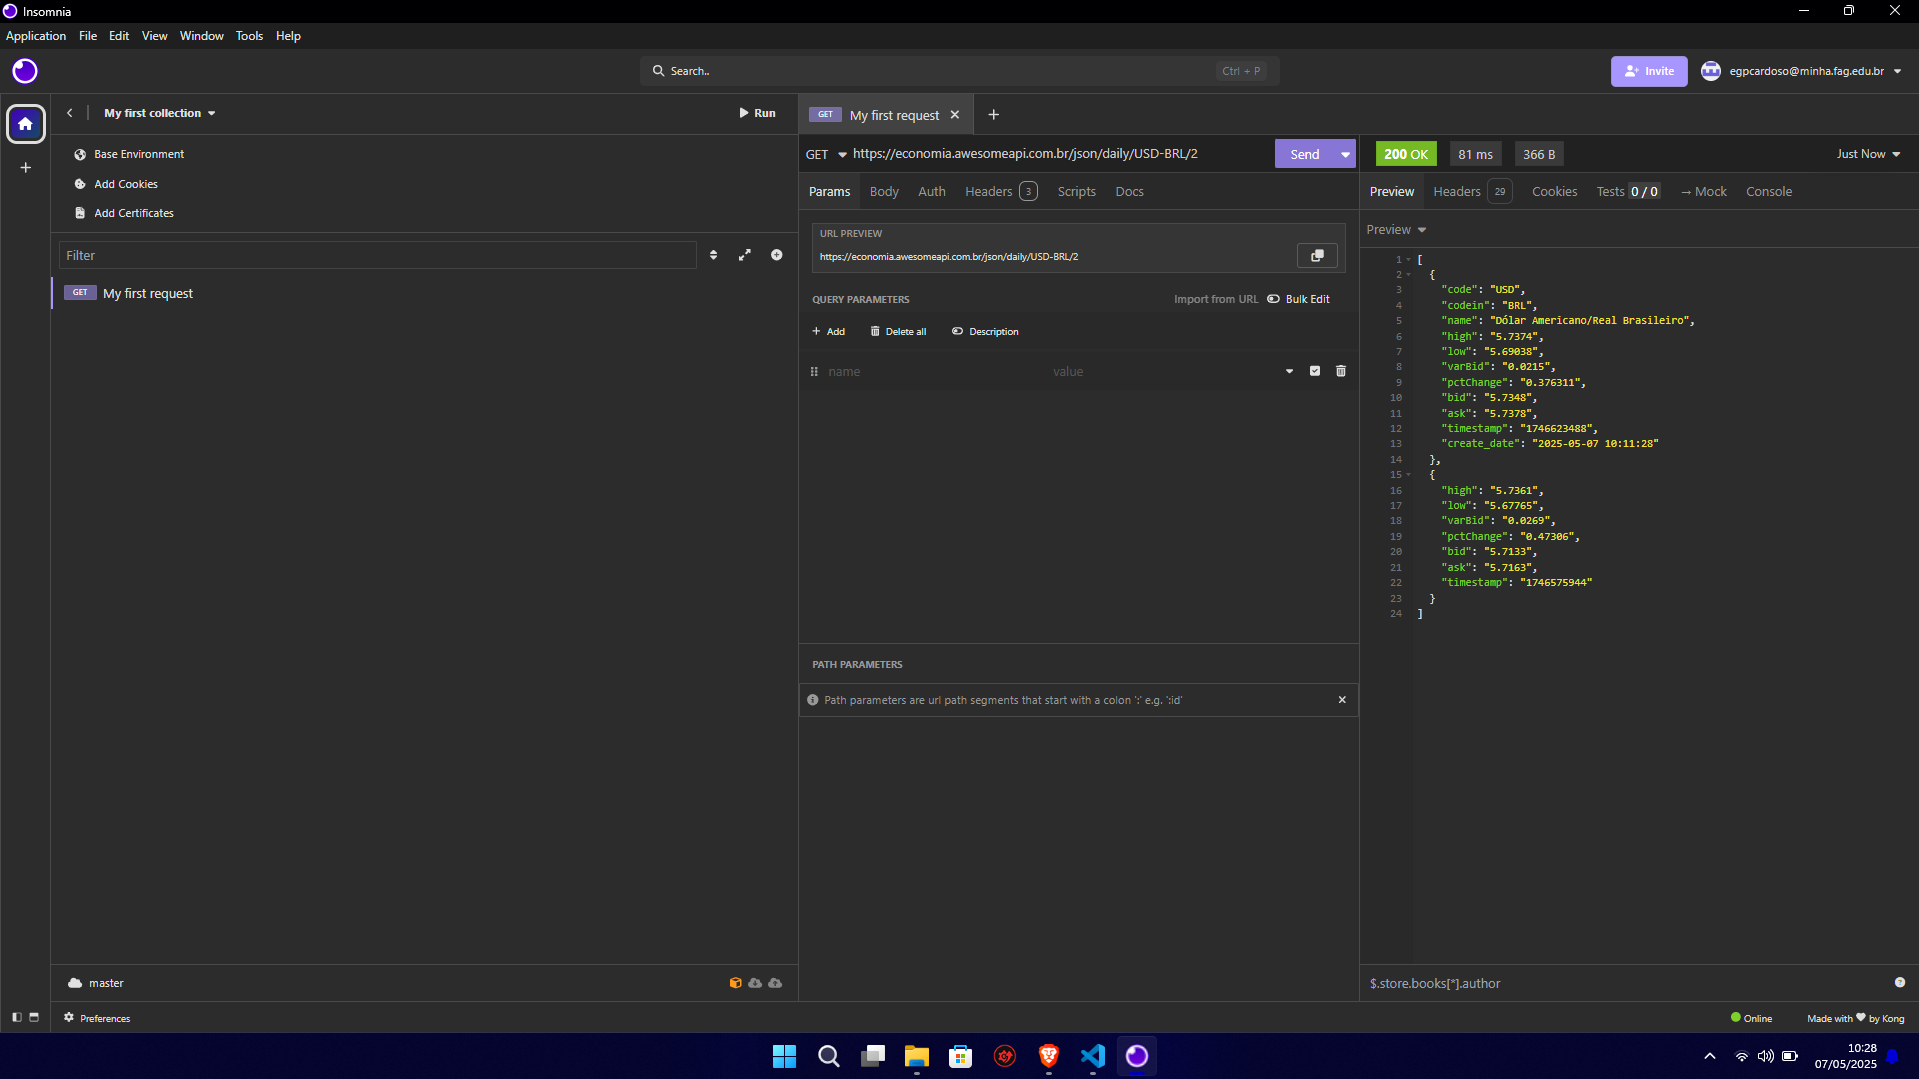 Insomnia
Application File Edit View Window Tools Help
Search.. Ctrl + P
Invite
egpcardoso@minha.fag.edu.br
My first collection
Run
Base Environment
Add Cookies
Add Certificates
Filter
GET My first request
master
Preferences
GET My first request
GET https://economia.awesomeapi.com.br/json/daily/USD-BRL/2 Send
Params Body Auth Headers 3 Scripts Docs
URL PREVIEW
https://economia.awesomeapi.com.br/json/daily/USD-BRL/2
QUERY PARAMETERS Import from URL Bulk Edit
Add Delete all Description
name value
PATH PARAMETERS
Path parameters are url path segments that start with a colon ':' e.g. ':id'
200 OK 81 ms 366 B Just Now
Preview Headers 29 Cookies Tests 0 / 0 → Mock Console
Preview
1 [
2 {
3 "code": "USD",
4 "codein": "BRL",
5 "name": "Dólar Americano/Real Brasileiro",
6 "high": "5.7374",
7 "low": "5.69038",
8 "varBid": "0.0215",
9 "pctChange": "0.376311",
10 "bid": "5.7348",
11 "ask": "5.7378",
12 "timestamp": "1746623488",
13 "create_date": "2025-05-07 10:11:28"
14 },
15 {
16 "high": "5.7361",
17 "low": "5.67765",
18 "varBid": "0.0269",
19 "pctChange": "0.47306",
20 "bid": "5.7133",
21 "ask": "5.7163",
22 "timestamp": "1746575944"
23 }
24 ]
$.store.books[*].author
Online
Made with ♥ by Kong
10:28
07/05/2025